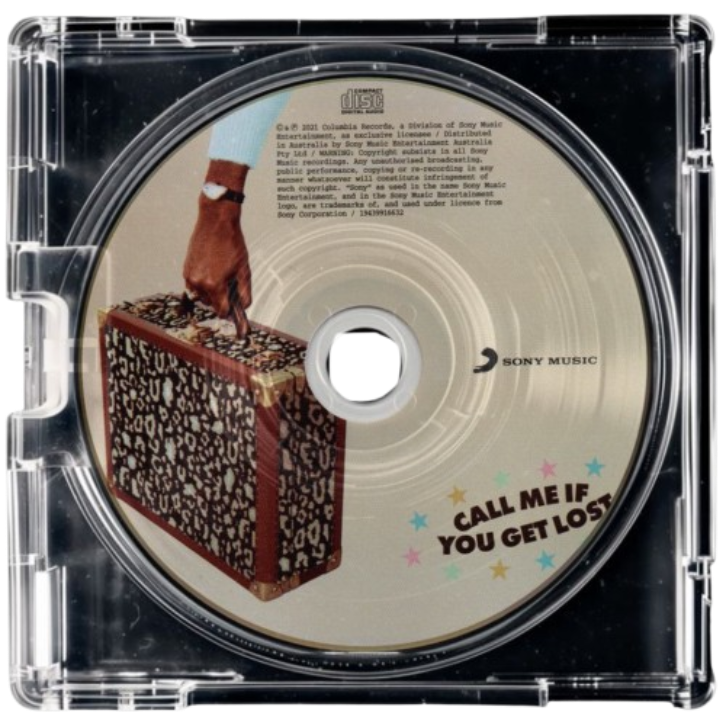 COMPACT
disc
DIGITAL AUDIO
©&℗ 2021 Columbia Records, a Division of Sony Music
Entertainment, as exclusive licensee / Distributed
in Australia by Sony Music Entertainment Australia
Pty Ltd / WARNING: Copyright subsists in all Sony
Music recordings. Any unauthorised broadcasting,
public performance, copying or re-recording in any
manner whatsoever will constitute infringement of
such copyright. "Sony" as used in the name Sony Music
Entertainment, and in the Sony Music Entertainment
logo, are trademarks of, and used under licence from
Sony Corporation / 19439916632
SONY MUSIC
CALL ME IF
YOU GET LOST